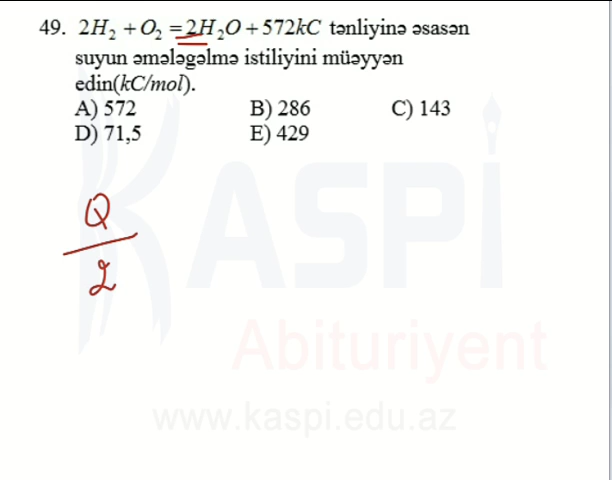 49. 2H₂ + O₂ = 2H₂O + 572kC tənliyinə əsasən
suyun əmələgəlmə istiliyini müəyyən
edin(kC/mol).
A) 572 B) 286 C) 143
D) 71,5 E) 429
Q
2
KASPİ
Abituriyent
www.kaspi.edu.az